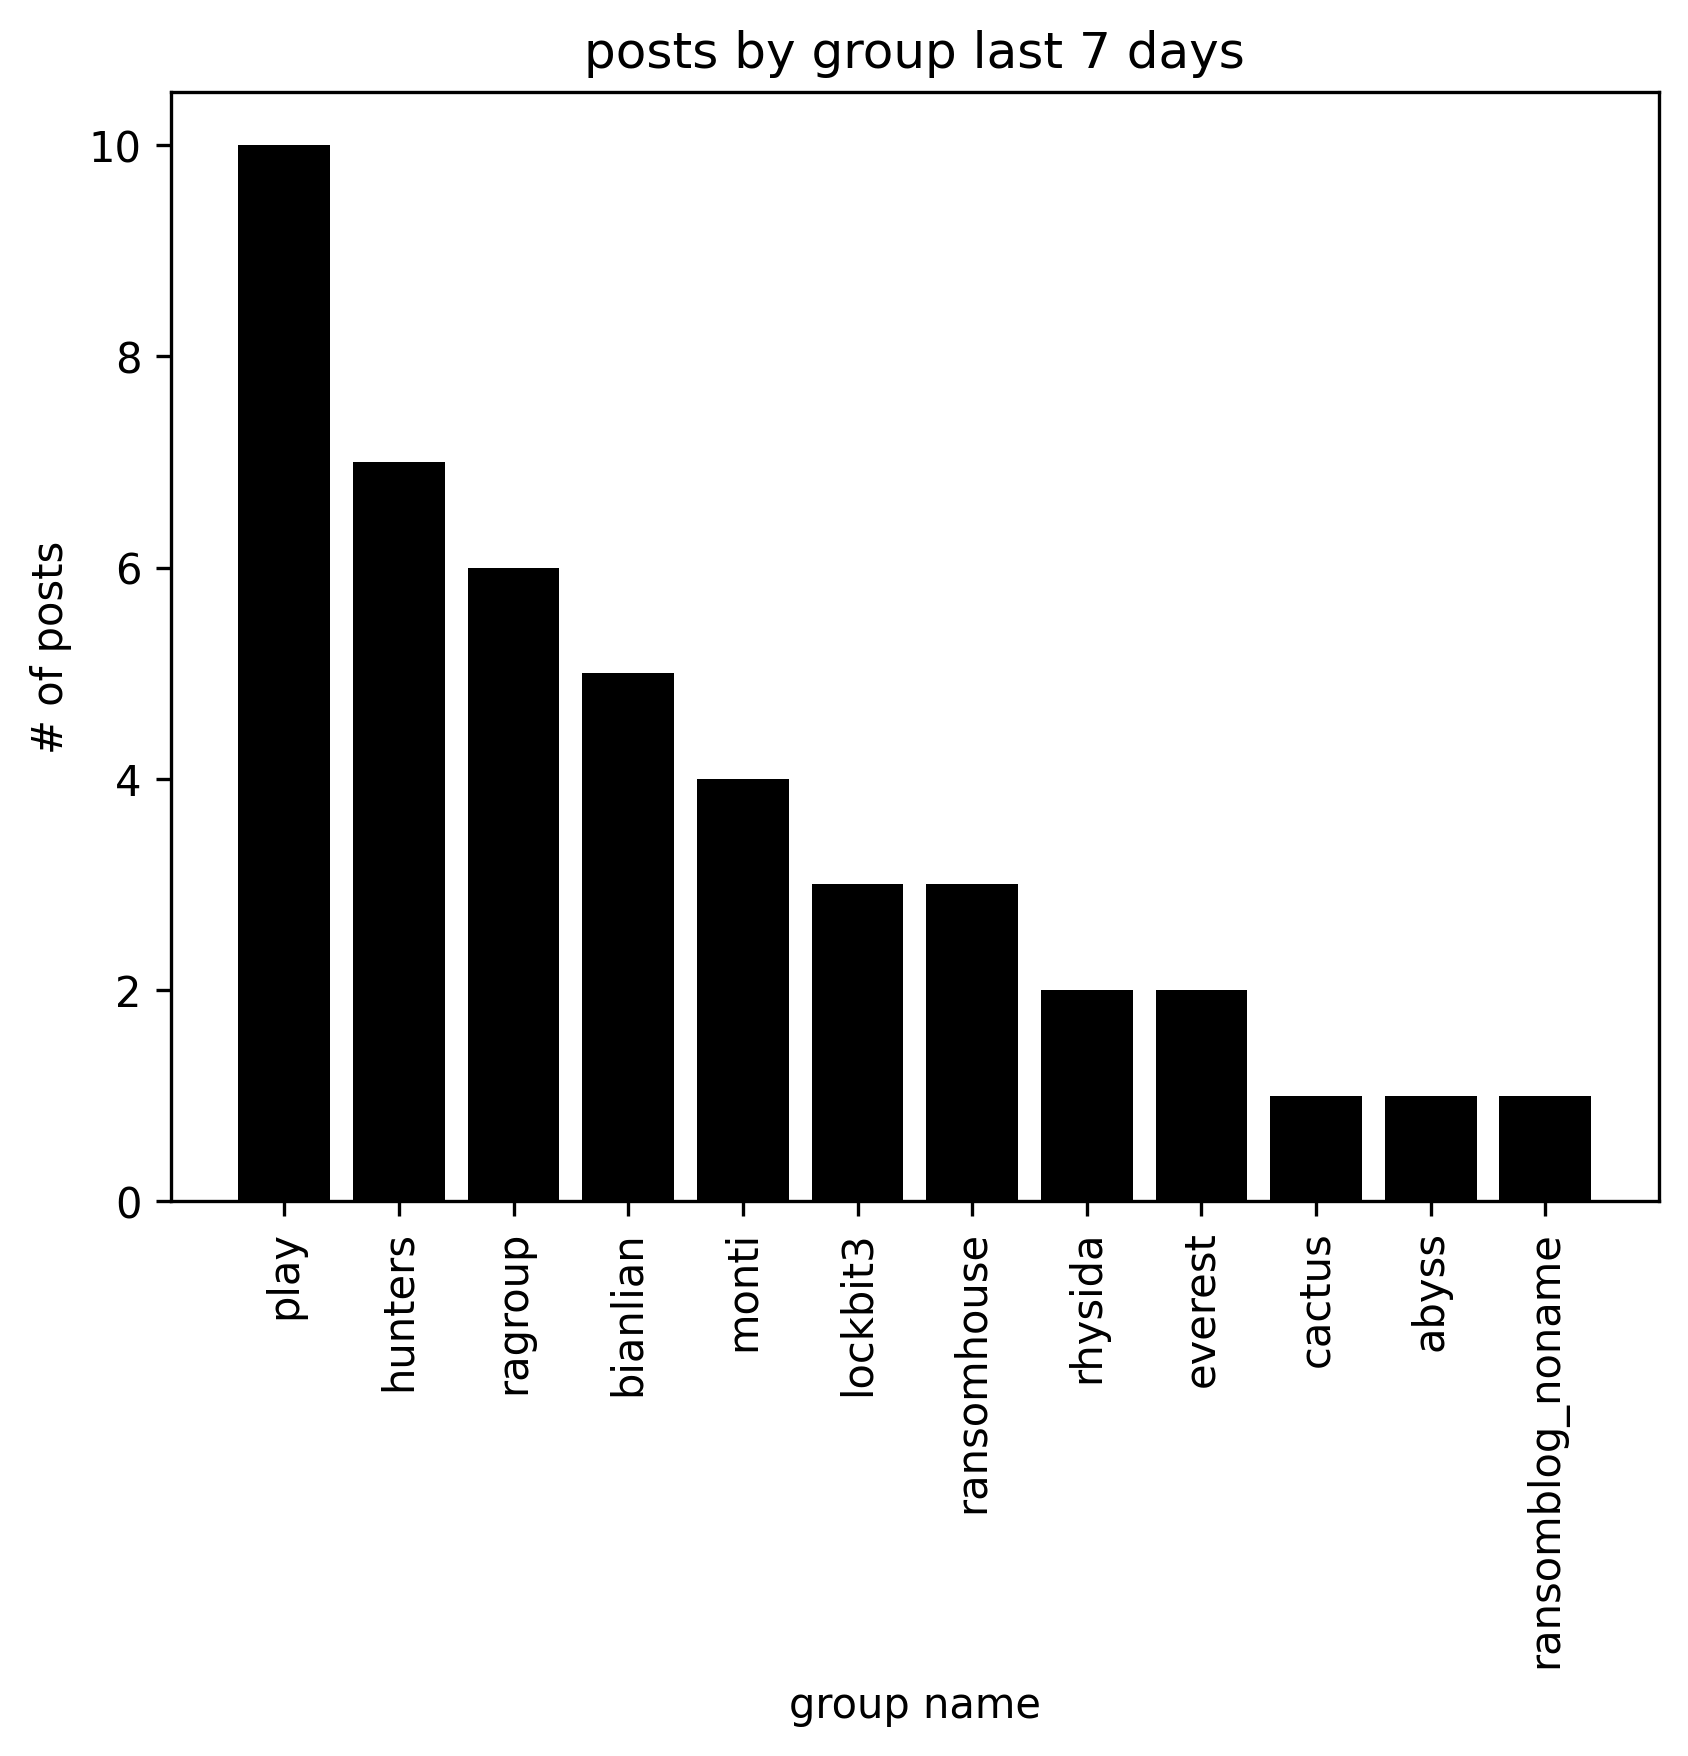 posts by group last 7 days
# of posts
10
8
6
4
2
0
play
hunters
ragroup
bianlian
monti
lockbit3
ransomhouse
rhysida
everest
cactus
abyss
ransomblog_noname
group name